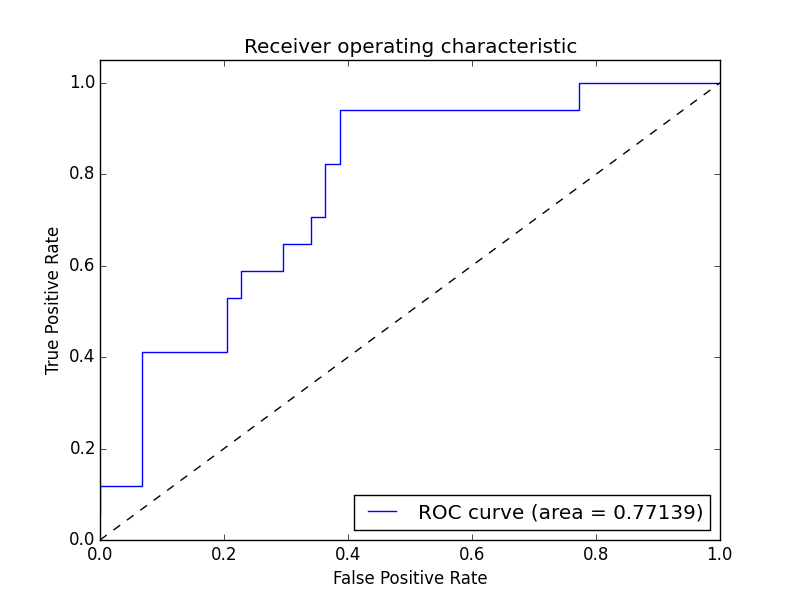 Receiver operating characteristic
True Positive Rate
1.0
0.8
0.6
0.4
0.2
0.0
ROC curve (area = 0.77139)
0.0 0.2 0.4 0.6 0.8 1.0
False Positive Rate